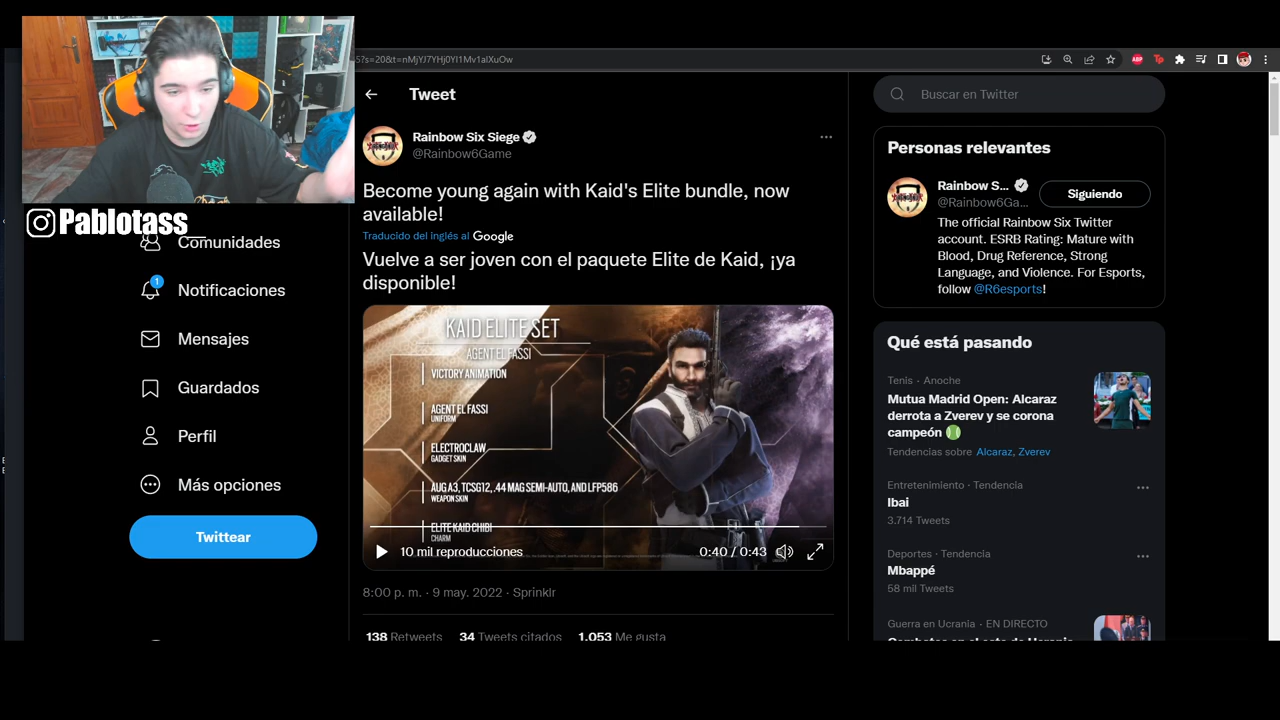 5?s=20&t=nMjYJ7YHj0YI1Mv1aIXuOw
Pablotass
Comunidades
1
Notificaciones
Mensajes
Guardados
Perfil
Más opciones
Twittear
Tweet
Rainbow Six Siege
@Rainbow6Game
Become young again with Kaid's Elite bundle, now
available!
Traducido del inglés al Google
Vuelve a ser joven con el paquete Elite de Kaid, ¡ya
disponible!
KAID ELITE SET
AGENT EL FASSI
VICTORY ANIMATION
AGENT EL FASSI
UNIFORM
ELECTROCLAW
GADGET SKIN
AUG A3, TCSG12, .44 MAG SEMI-AUTO, AND LFP586
WEAPON SKIN
ELITE KAID CHIBI
CHARM
10 mil reproducciones
0:40 / 0:43
8:00 p. m. · 9 may. 2022 · Sprinklr
138 Retweets 34 Tweets citados 1.053 Me gusta
Buscar en Twitter
Personas relevantes
Rainbow S...
@Rainbow6Ga...
Siguiendo
The official Rainbow Six Twitter
account. ESRB Rating: Mature with
Blood, Drug Reference, Strong
Language, and Violence. For Esports,
follow @R6esports!
Qué está pasando
Tenis · Anoche
Mutua Madrid Open: Alcaraz
derrota a Zverev y se corona
campeón
Tendencias sobre Alcaraz, Zverev
Entretenimiento · Tendencia
Ibai
3.714 Tweets
Deportes · Tendencia
Mbappé
58 mil Tweets
Guerra en Ucrania · EN DIRECTO